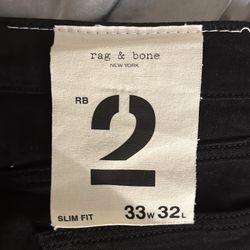 rag & bone
NEW YORK
RB
2
SLIM FIT 33W 32L